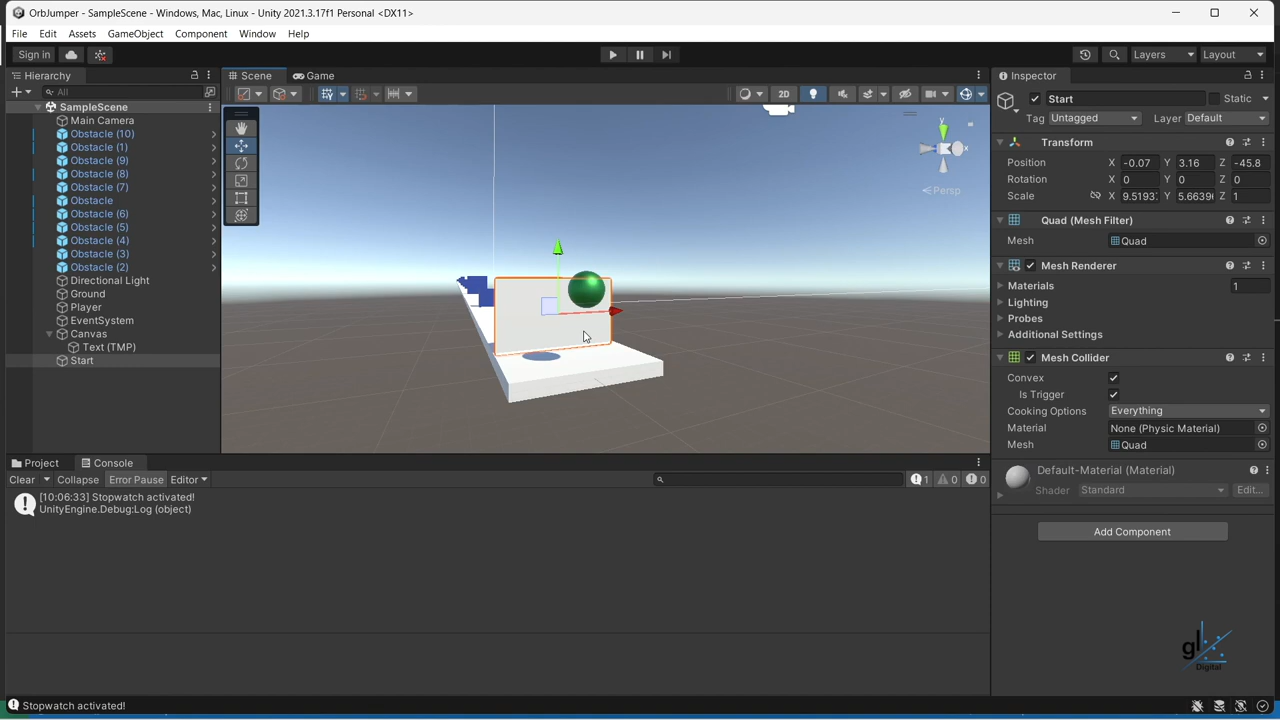 OrbJumper - SampleScene - Windows, Mac, Linux - Unity 2021.3.17f1 Personal <DX11>
File Edit Assets GameObject Component Window Help
Sign in
Layers
Layout
Hierarchy
All
SampleScene
Main Camera
Obstacle (10)
Obstacle (1)
Obstacle (9)
Obstacle (8)
Obstacle (7)
Obstacle
Obstacle (6)
Obstacle (5)
Obstacle (4)
Obstacle (3)
Obstacle (2)
Directional Light
Ground
Player
EventSystem
Canvas
Text (TMP)
Start
Scene Game
2D
y
x
Persp
Inspector
Start Static
Tag Untagged Layer Default
Transform
Position X -0.07 Y 3.16 Z -45.8
Rotation X 0 Y 0 Z 0
Scale X 9.5193 Y 5.6639 Z 1
Quad (Mesh Filter)
Mesh Quad
Mesh Renderer
Materials 1
Lighting
Probes
Additional Settings
Mesh Collider
Convex
Is Trigger
Cooking Options Everything
Material None (Physic Material)
Mesh Quad
Default-Material (Material)
Shader Standard Edit...
Add Component
Project Console
Clear Collapse Error Pause Editor
1 0 0
[10:06:33] Stopwatch activated!
UnityEngine.Debug:Log (object)
gl
Digital
Stopwatch activated!